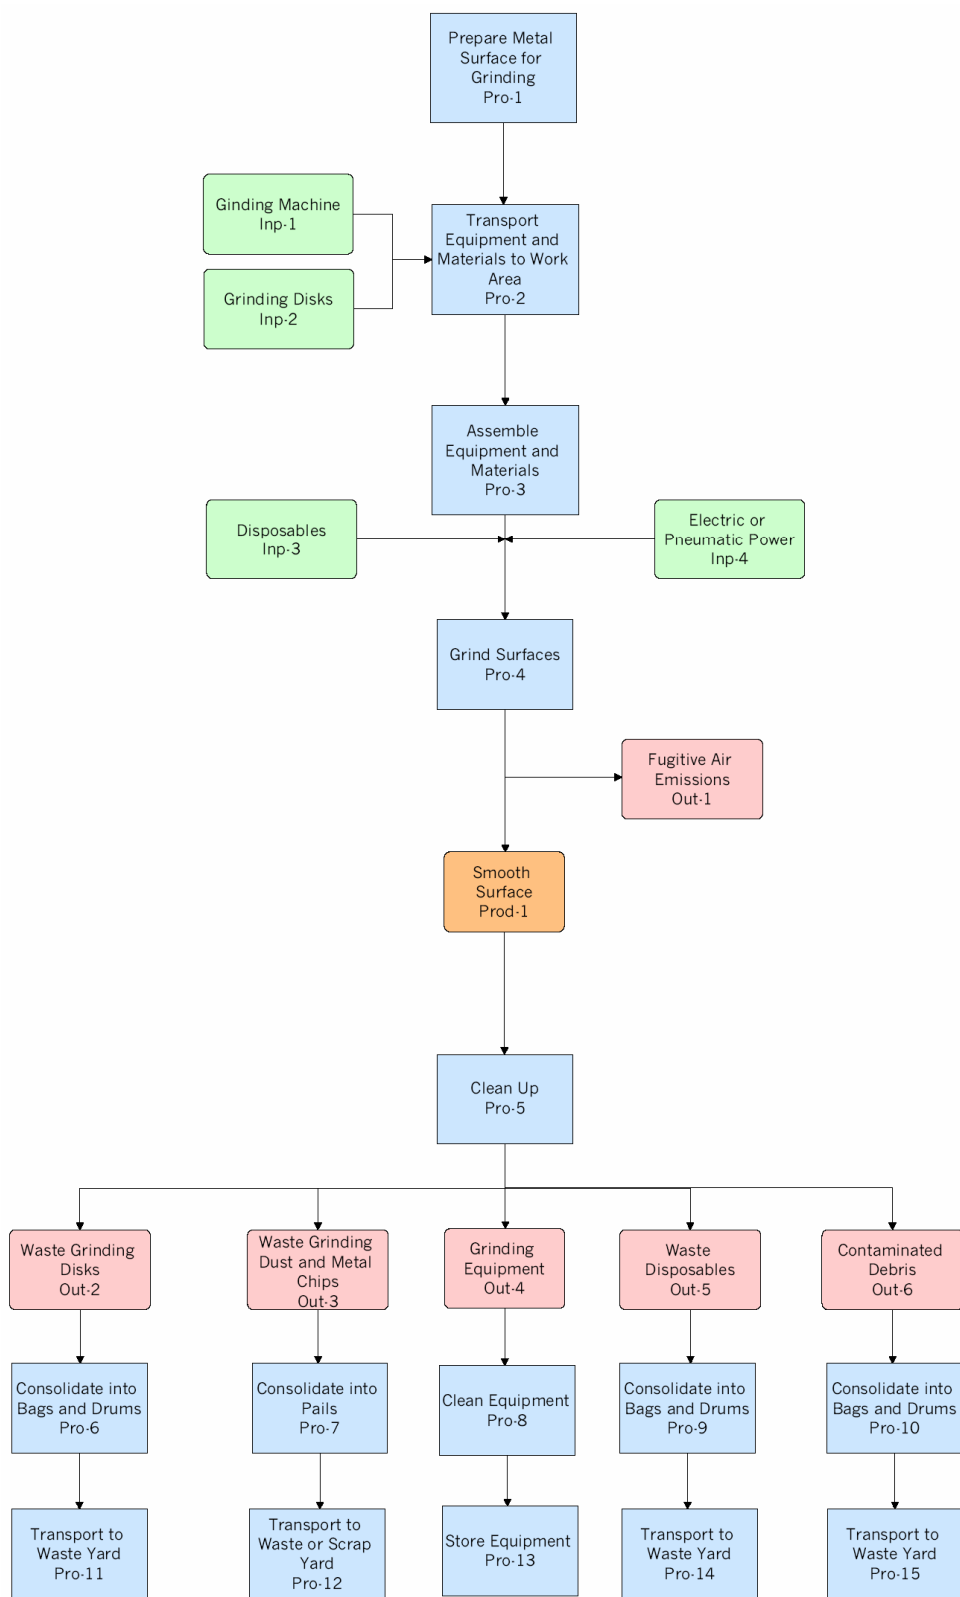 Prepare Metal
Surface for
Grinding
Pro-1
Ginding Machine
Inp-1
Grinding Disks
Inp-2
Transport
Equipment and
Materials to Work
Area
Pro-2
Assemble
Equipment and
Materials
Pro-3
Disposables
Inp-3
Electric or
Pneumatic Power
Inp-4
Grind Surfaces
Pro-4
Fugitive Air
Emissions
Out-1
Smooth
Surface
Prod-1
Clean Up
Pro-5
Waste Grinding
Disks
Out-2
Waste Grinding
Dust and Metal
Chips
Out-3
Grinding
Equipment
Out-4
Waste
Disposables
Out-5
Contaminated
Debris
Out-6
Consolidate into
Bags and Drums
Pro-6
Consolidate into
Pails
Pro-7
Clean Equipment
Pro-8
Consolidate into
Bags and Drums
Pro-9
Consolidate into
Bags and Drums
Pro-10
Transport to
Waste Yard
Pro-11
Transport to
Waste or Scrap
Yard
Pro-12
Store Equipment
Pro-13
Transport to
Waste Yard
Pro-14
Transport to
Waste Yard
Pro-15